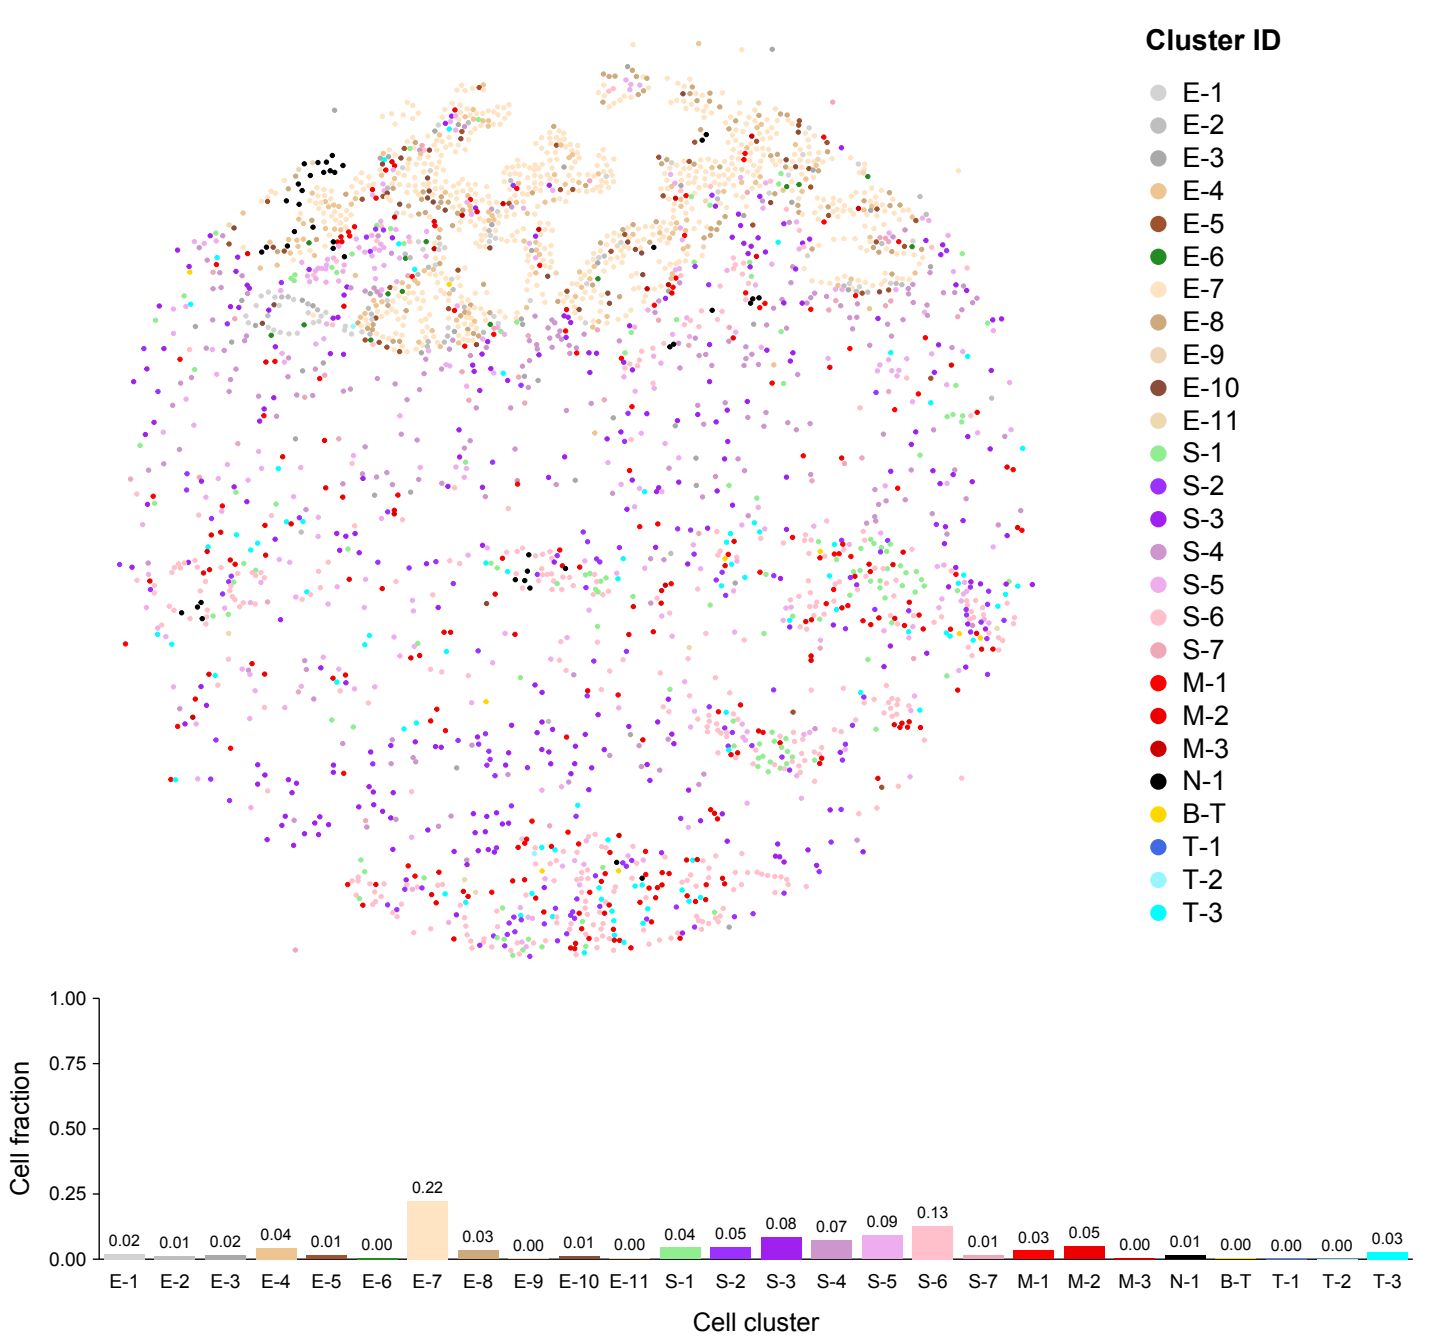 Cluster ID
E-1
E-2
E-3
E-4
E-5
E-6
E-7
E-8
E-9
E-10
E-11
S-1
S-2
S-3
S-4
S-5
S-6
S-7
M-1
M-2
M-3
N-1
B-T
T-1
T-2
T-3
1.00
0.75
0.50
0.25
0.00
Cell fraction
0.02 0.01 0.02 0.04 0.01 0.00 0.22 0.03 0.00 0.01 0.00 0.04 0.05 0.08 0.07 0.09 0.13 0.01 0.03 0.05 0.00 0.01 0.00 0.00 0.00 0.03
E-1 E-2 E-3 E-4 E-5 E-6 E-7 E-8 E-9 E-10 E-11 S-1 S-2 S-3 S-4 S-5 S-6 S-7 M-1 M-2 M-3 N-1 B-T T-1 T-2 T-3
Cell cluster